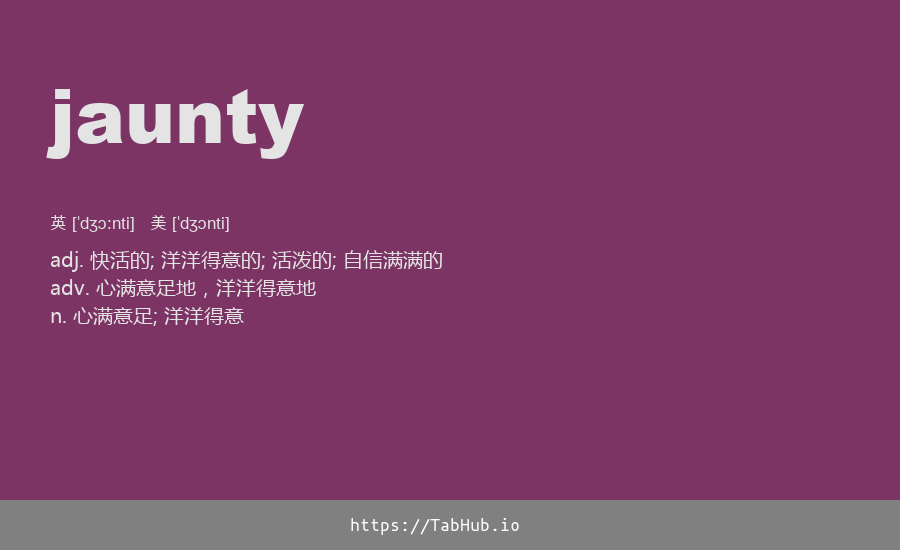 jaunty
英 [ˈdʒɔːnti] 美 [ˈdʒɔnti]
adj. 快活的; 洋洋得意的; 活泼的; 自信满满的
adv. 心满意足地，洋洋得意地
n. 心满意足; 洋洋得意
https://TabHub.io